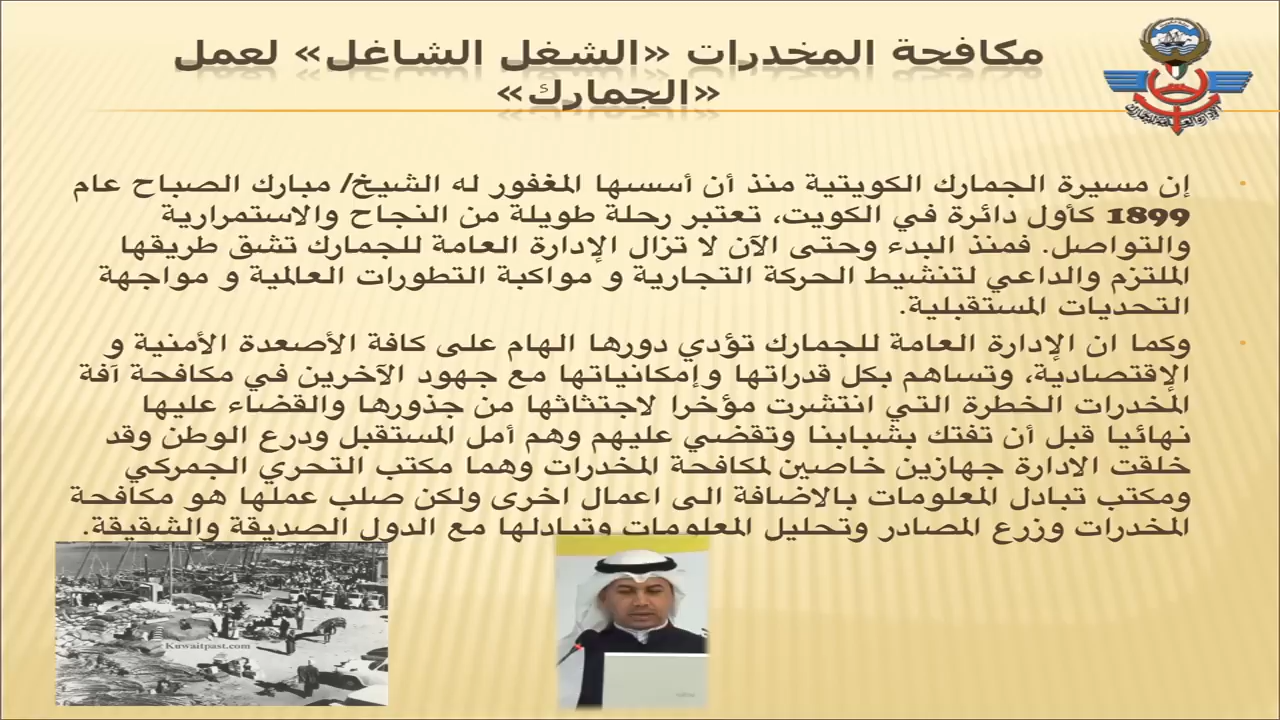 مكافحة المخدرات «الشغل الشاغل» لعمل
«الجمارك»
الإدارة العامة للجمارك
إن مسيرة الجمارك الكويتية منذ أن أسسها المغفور له الشيخ/ مبارك الصباح عام
1899 كأول دائرة في الكويت، تعتبر رحلة طويلة من النجاح والاستمرارية
والتواصل. فمنذ البدء وحتى الآن لا تزال الإدارة العامة للجمارك تشق طريقها
الملتزم والداعي لتنشيط الحركة التجارية و مواكبة التطورات العالمية و مواجهة
التحديات المستقبلية.
وكما ان الإدارة العامة للجمارك تؤدي دورها الهام على كافة الأصعدة الأمنية و
الإقتصادية، وتساهم بكل قدراتها وإمكانياتها مع جهود الآخرين في مكافحة آفة
المخدرات الخطرة التي انتشرت مؤخرا لاجتثاثها من جذورها والقضاء عليها
نهائيا قبل أن تفتك بشبابنا وتقضي عليهم وهم أمل المستقبل ودرع الوطن وقد
خلقت الادارة جهازين خاصين لمكافحة المخدرات وهما مكتب التحري الجمركي
ومكتب تبادل المعلومات بالاضافة الى اعمال اخرى ولكن صلب عملها هو مكافحة
المخدرات وزرع المصادر وتحليل المعلومات وتبادلها مع الدول الصديقة والشقيقة.
Kuwaitpast.com